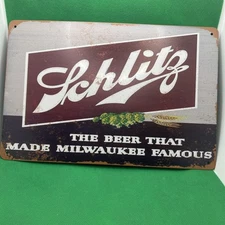 Schlitz
THE BEER THAT
MADE MILWAUKEE FAMOUS